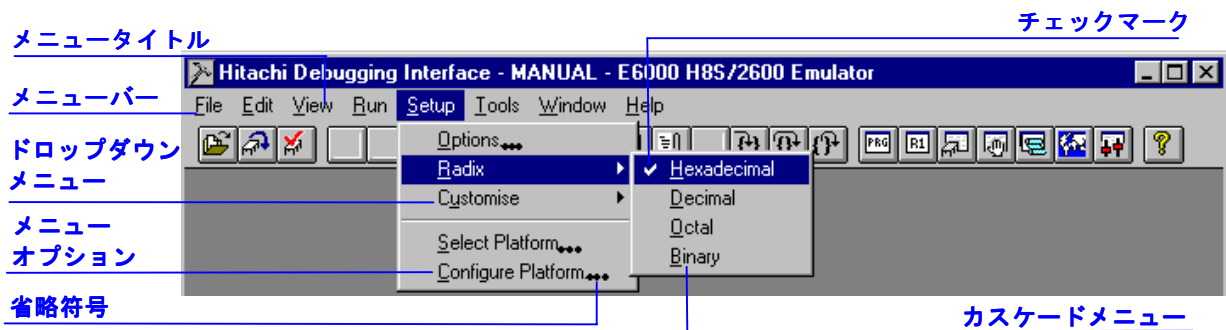 チェックマーク
メニュータイトル
Hitachi Debugging Interface - MANUAL - E6000 H8S/2600 Emulator
メニューバー
File Edit View Run Setup Tools Window Help
ドロップダウン
メニュー
メニュー
オプション
省略符号
Options...
Radix
Customise
Select Platform...
Configure Platform...
Hexadecimal
Decimal
Octal
Binary
PRG
R1
カスケードメニュー